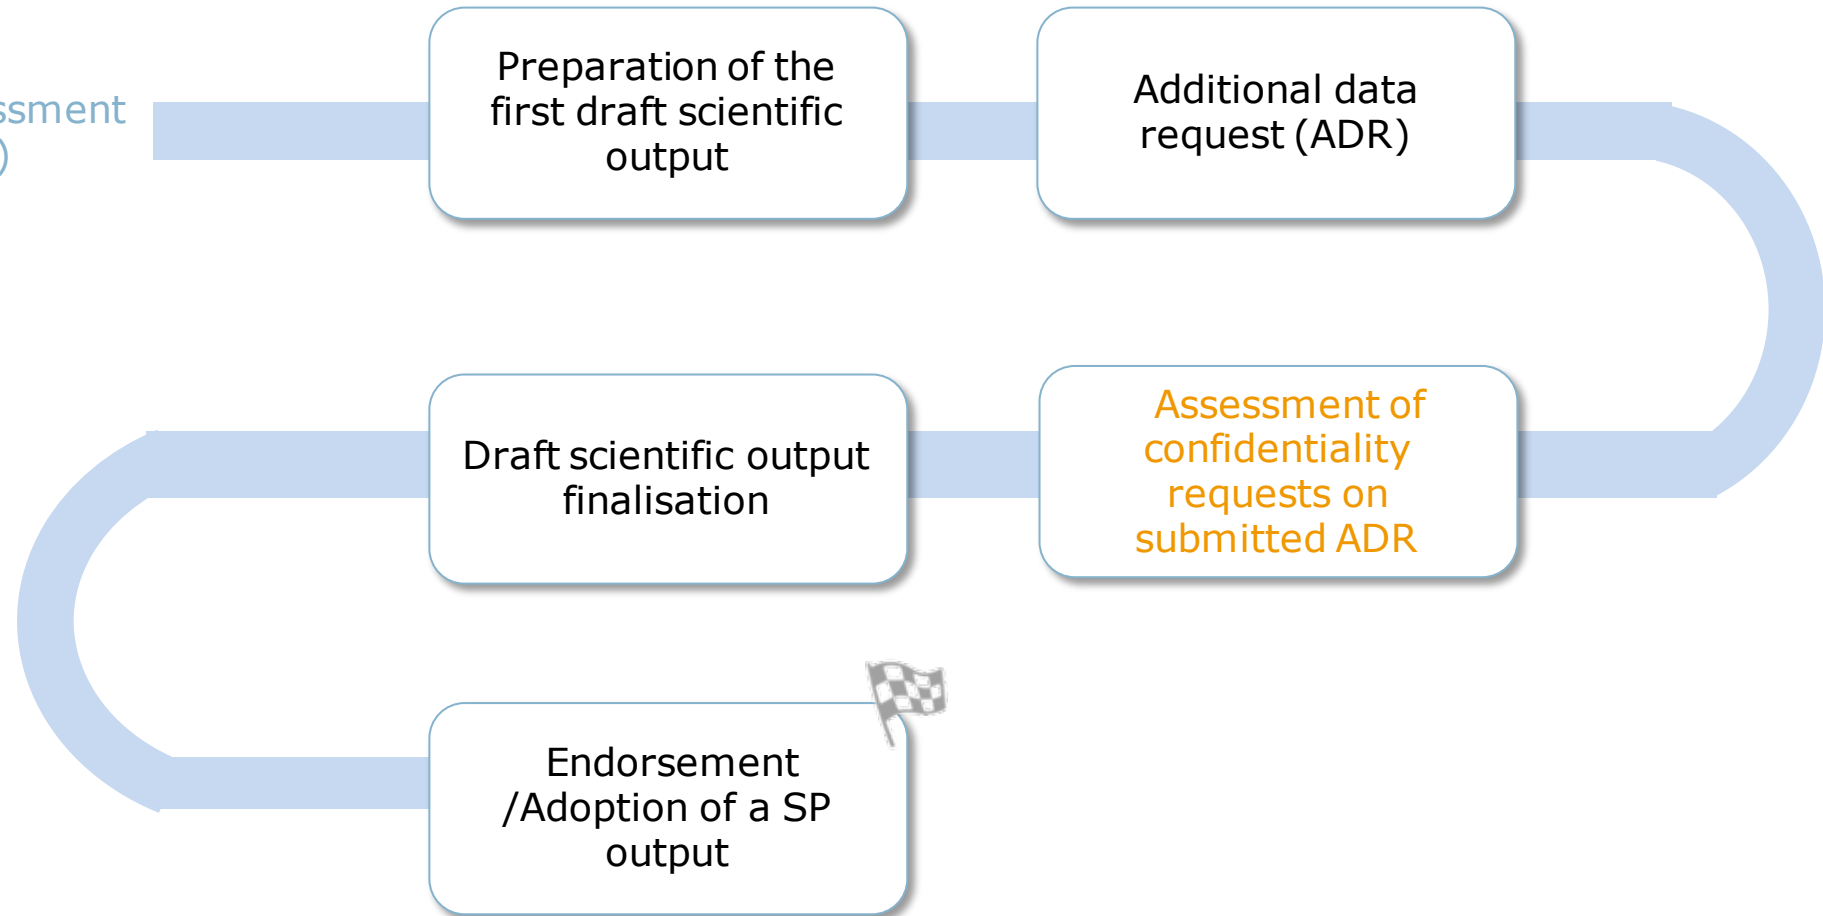 ssment
)
Preparation of the
first draft scientific
output
Additional data
request (ADR)
Assessment of
confidentiality
requests on
submitted ADR
Draft scientific output
finalisation
Endorsement
/Adoption of a SP
output